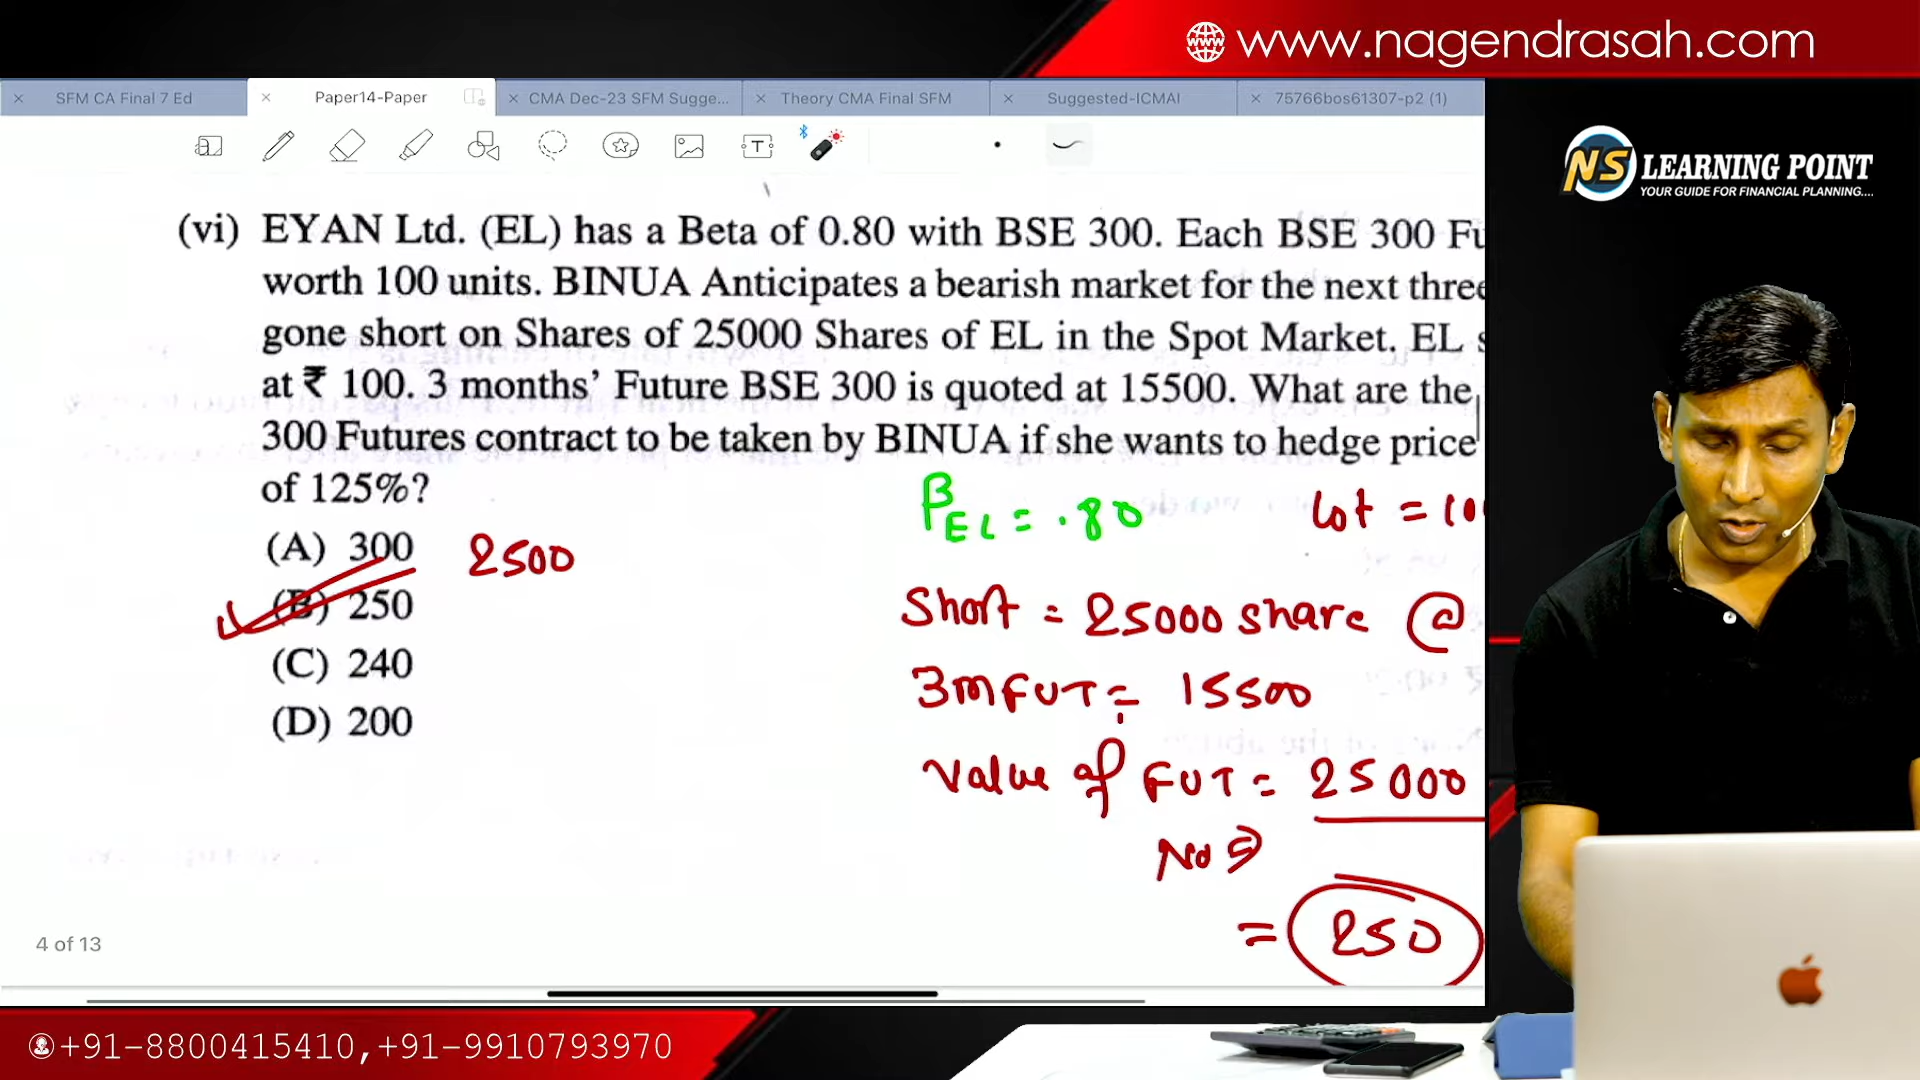 www.nagendrasah.com
SFM CA Final 7 Ed
Paper14-Paper
CMA Dec-23 SFM Sugge...
Theory CMA Final SFM
Suggested-ICMAI
75766bos61307-p2 (1)
NS LEARNING POINT
YOUR GUIDE FOR FINANCIAL PLANNING....
(vi) EYAN Ltd. (EL) has a Beta of 0.80 with BSE 300. Each BSE 300
worth 100 units. BINUA Anticipates a bearish market for the next
gone short on Shares of 25000 Shares of EL in the Spot Market. EL
at ₹ 100. 3 months' Future BSE 300 is quoted at 15500. What are the
300 Futures contract to be taken by BINUA if she wants to hedge price
of 125%?
(A) 300
2500
(B) 250
(C) 240
(D) 200
βEL = .80
Lot =
Short = 25000 share @
3M FUT = 15500
Value of FUT = 25000
No ⇒
= 250
4 of 13
+91-8800415410,+91-9910793970